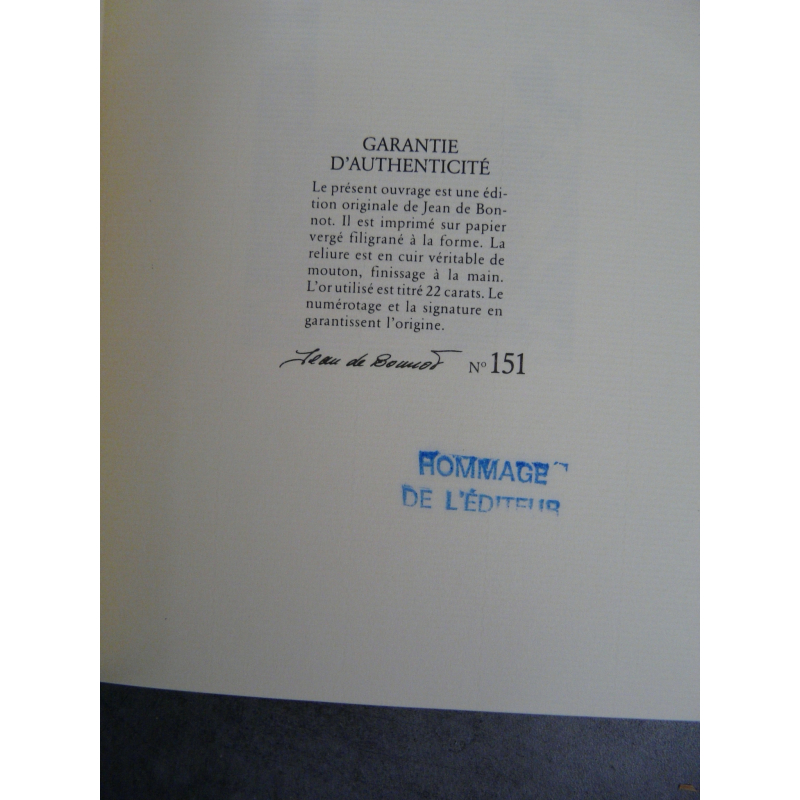 GARANTIE
D'AUTHENTICITÉ
Le présent ouvrage est une édi-
tion originale de Jean de Bon-
not. Il est imprimé sur papier
vergé filigrané à la forme. La
reliure est en cuir véritable de
mouton, finissage à la main.
L'or utilisé est titré 22 carats. Le
numérotage et la signature en
garantissent l'origine.
Jean de Bonnot N° 151
HOMMAGE
DE L'ÉDITEUR